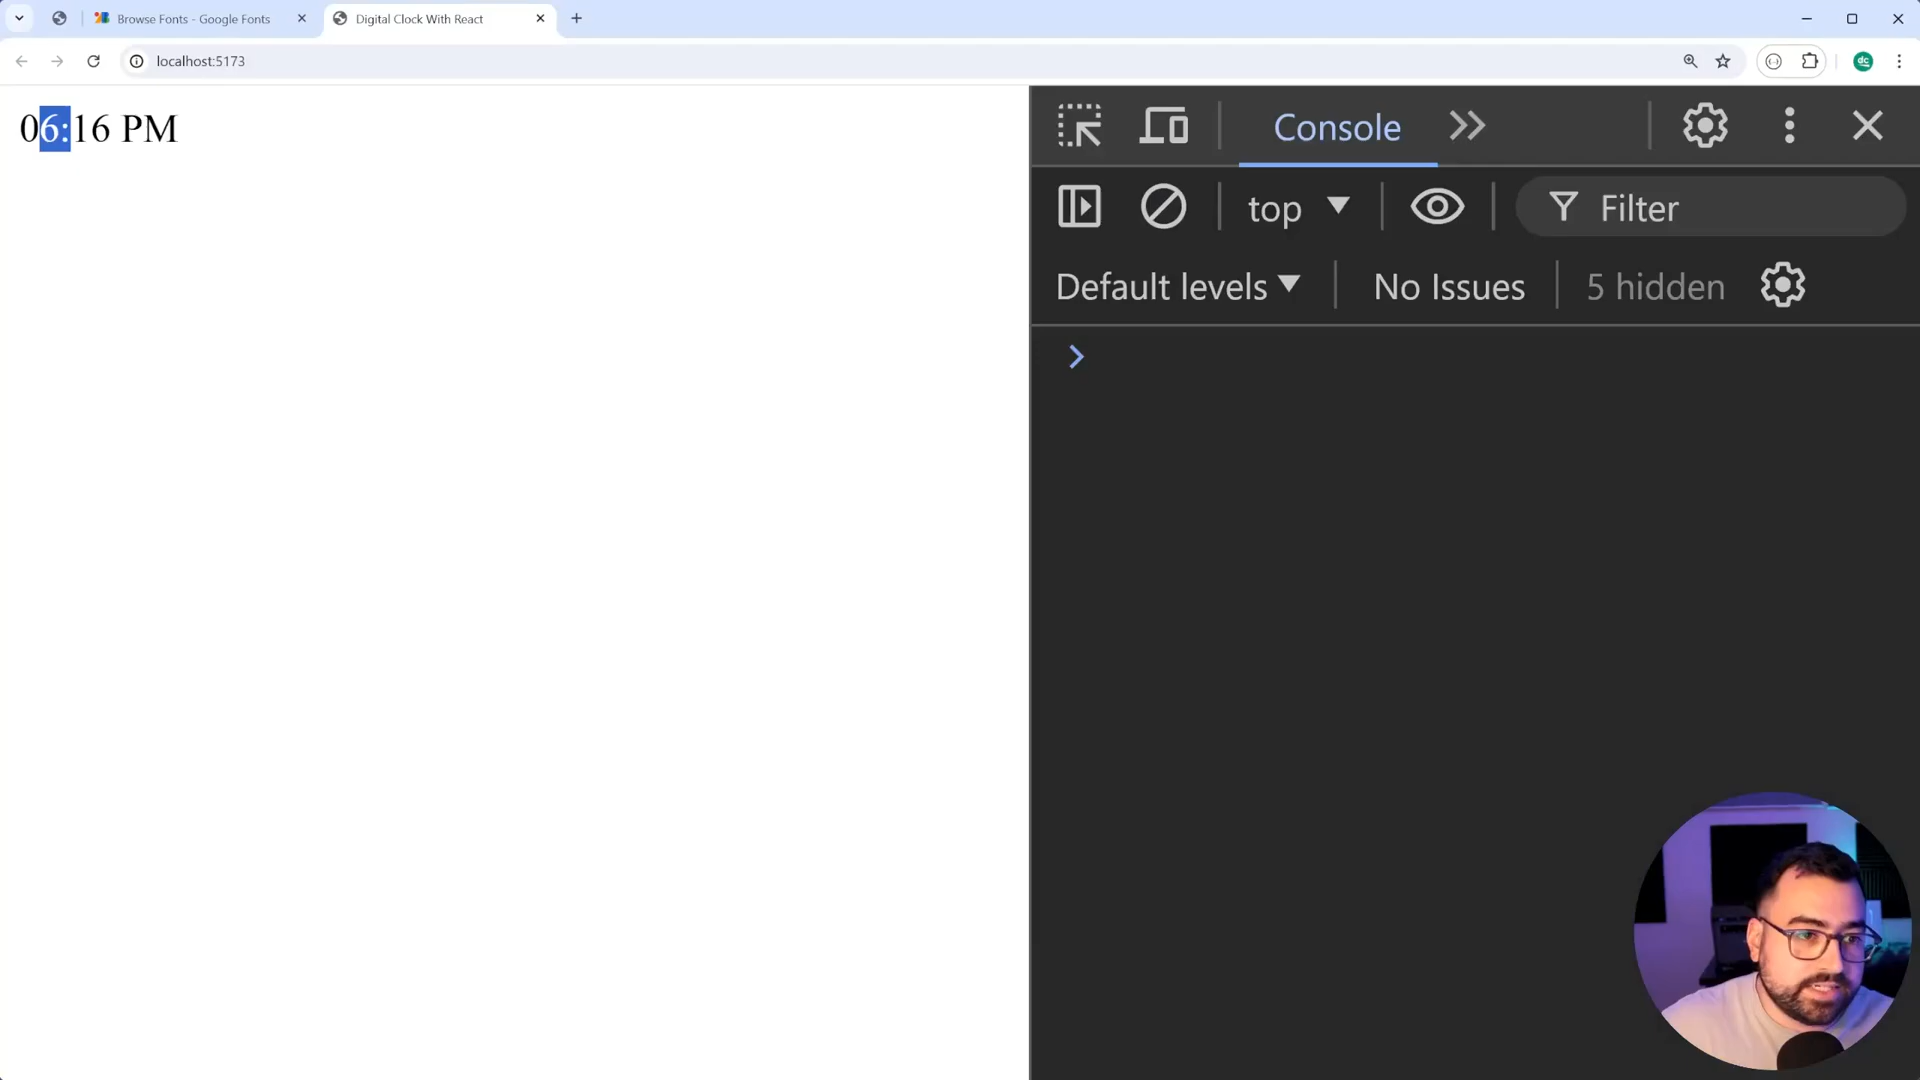 Browse Fonts - Google Fonts
Digital Clock With React
localhost:5173
06:16 PM
Console
top
Filter
Default levels
No Issues
5 hidden
dc